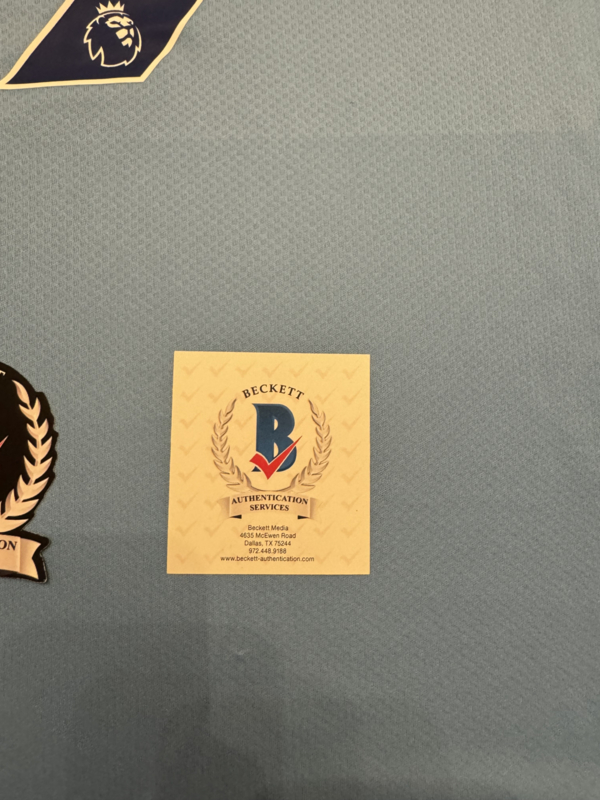 BECKETT
B
AUTHENTICATION
SERVICES
Beckett Media
4635 McEwen Road
Dallas, TX 75244
972.448.9188
www.beckett-authentication.com
ON